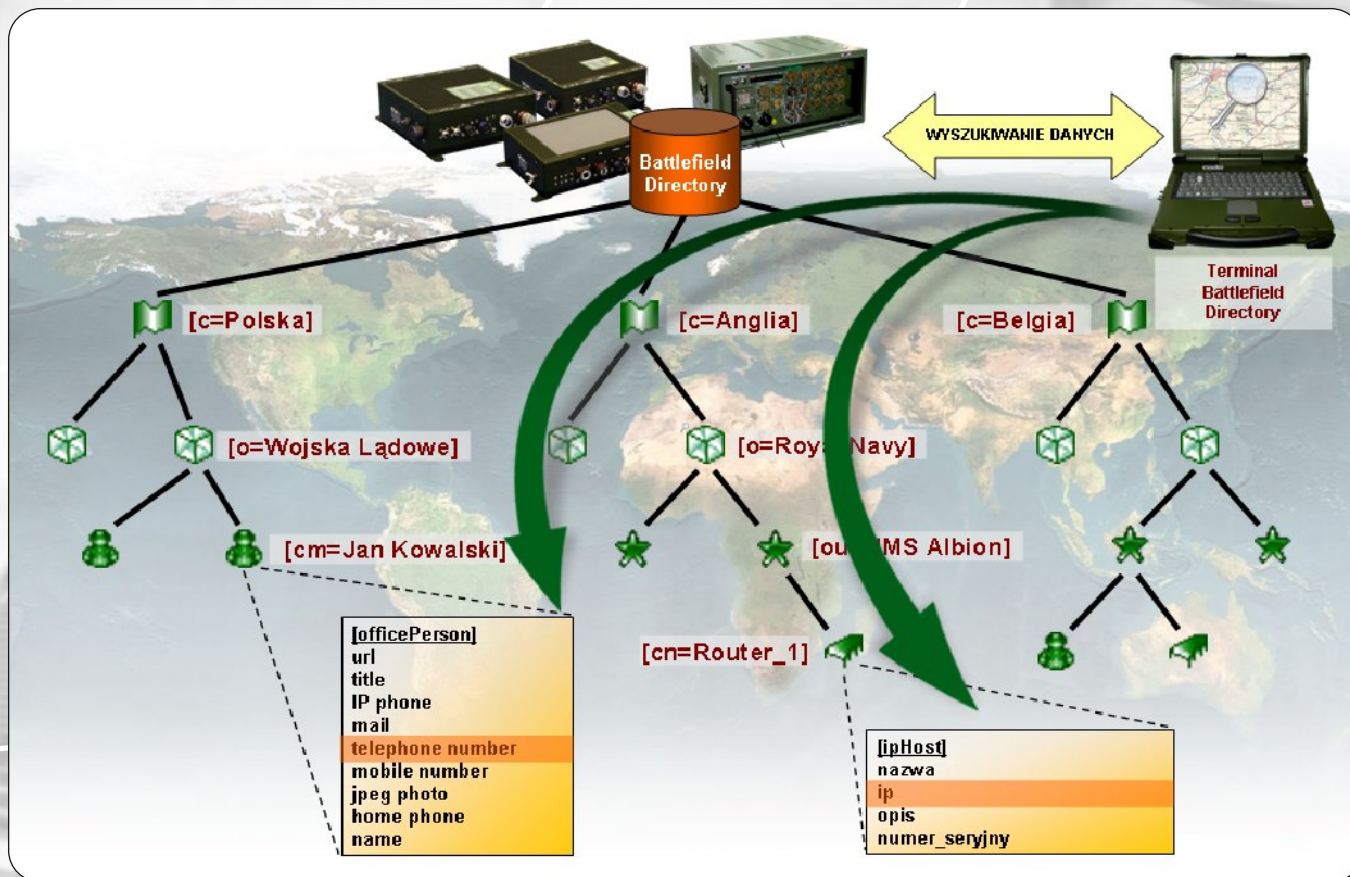 WYSZUKIWANIE DANYCH
Battlefield
Directory
Terminal
Battlefield
Directory
[c=Polska]
[c=Anglia]
[c=Belgia]
[o=Wojska Lądowe]
Navy]
[cm=Jan Kowalski]
Albion]
[cn=Router_1]
[officePerson]
url
title
IP phone
mail
telephone number
mobile number
jpeg photo
home phone
name
[ipHost]
nazwa
ip
opis
numer_seryjny